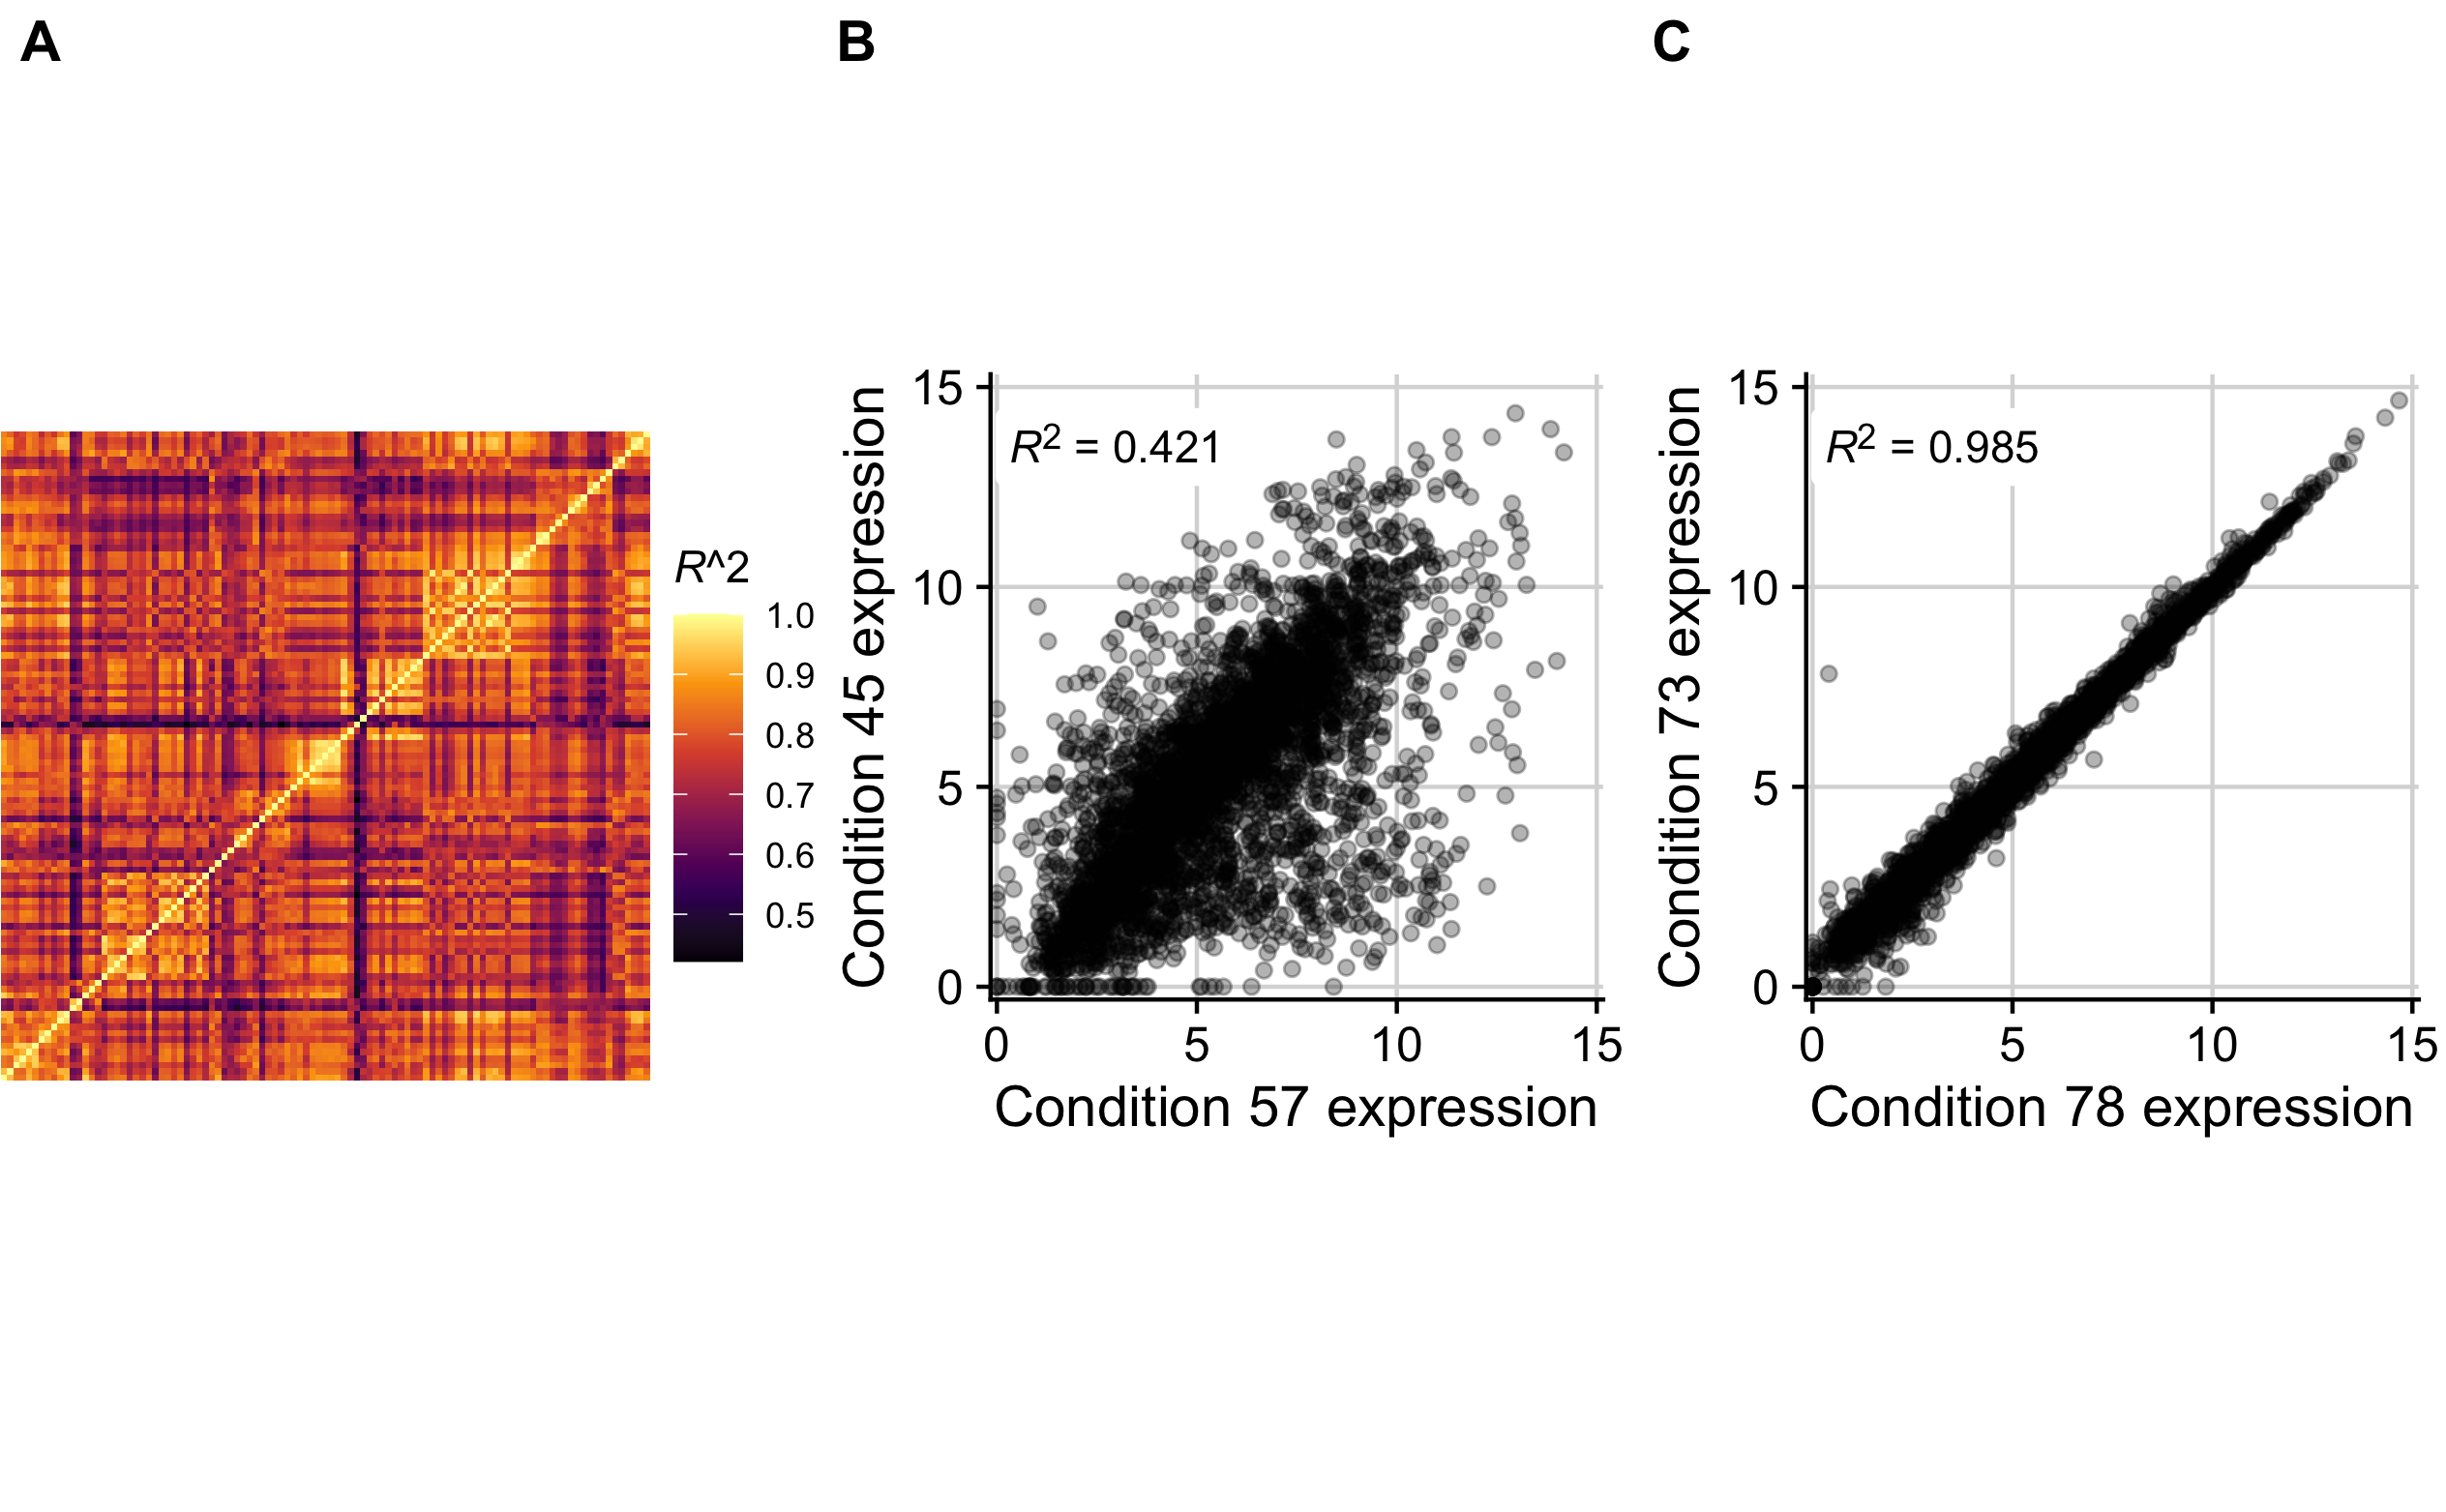 A
B
C
R^2
1.0
0.9
0.8
0.7
0.6
0.5
Condition 45 expression
15
10
5
0
R² = 0.421
0 5 10 15
Condition 57 expression
Condition 73 expression
15
10
5
0
R² = 0.985
0 5 10 15
Condition 78 expression